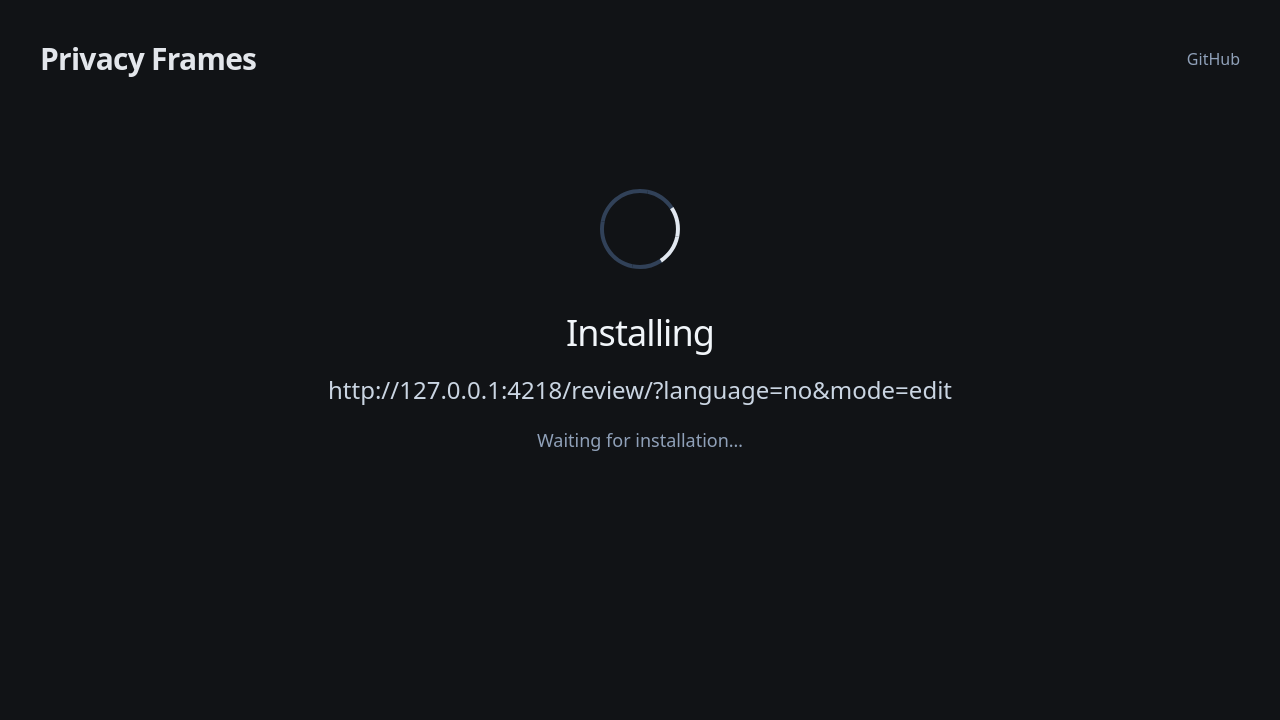 Privacy Frames
GitHub
Installing
http://127.0.0.1:4218/review/?language=no&mode=edit
Waiting for installation...